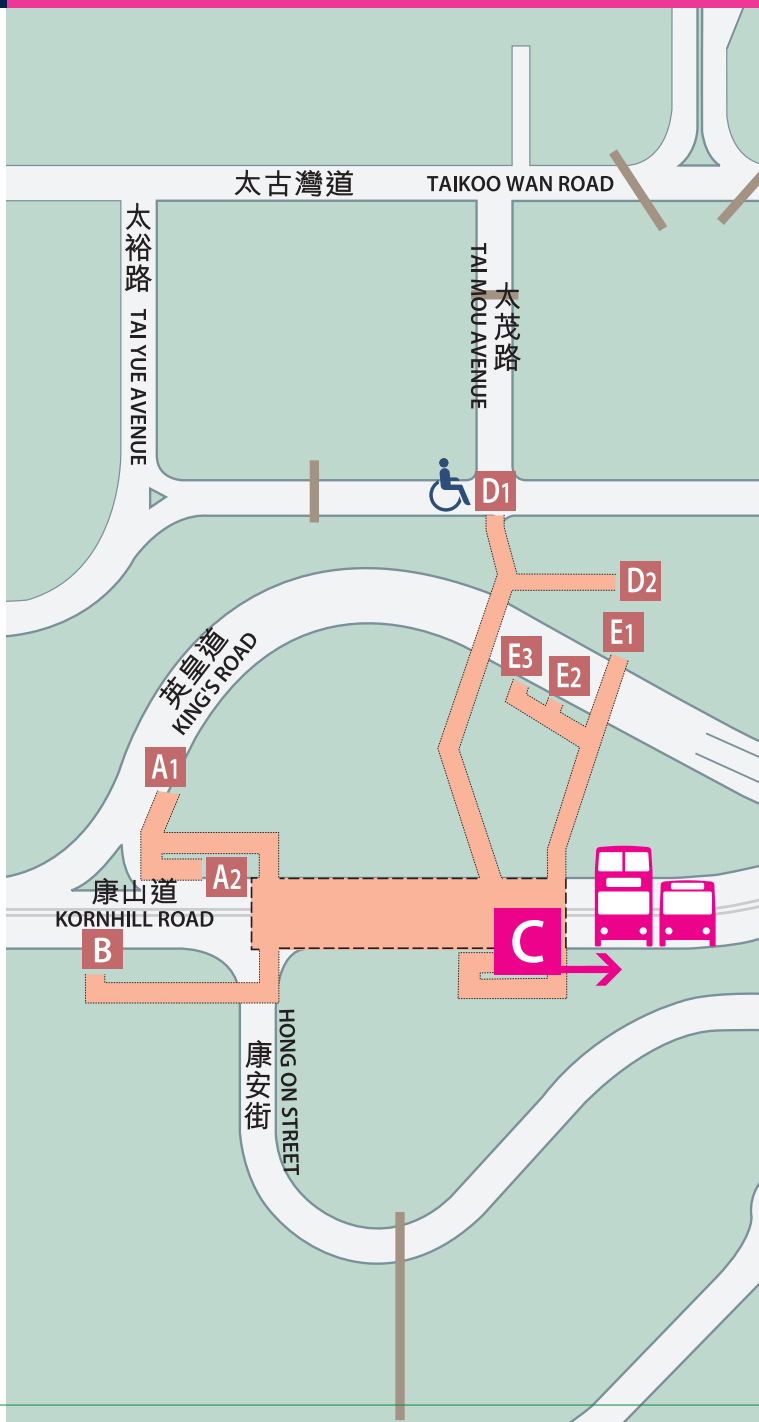 太古灣道
TAIKOO WAN ROAD
太裕路
TAI YUE AVENUE
TAI MOU AVENUE
太茂路
D1
D2
E1
E3
E2
英皇道
KING'S ROAD
A1
A2
康山道
KORNHILL ROAD
B
C
康安街
HONG ON STREET